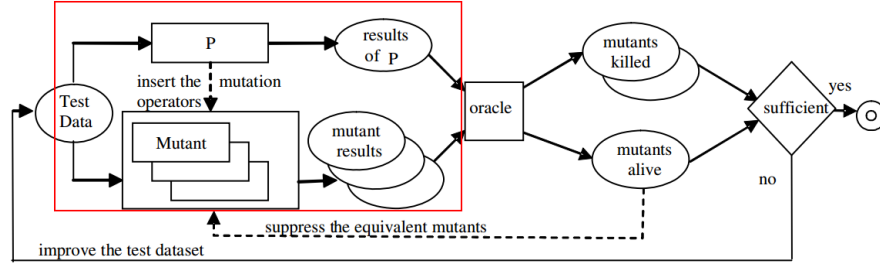 P
results
of P
insert the mutation
operators
Test
Data
Mutant
mutant
results
oracle
mutants
killed
mutants
alive
sufficient
yes
no
suppress the equivalent mutants
improve the test dataset